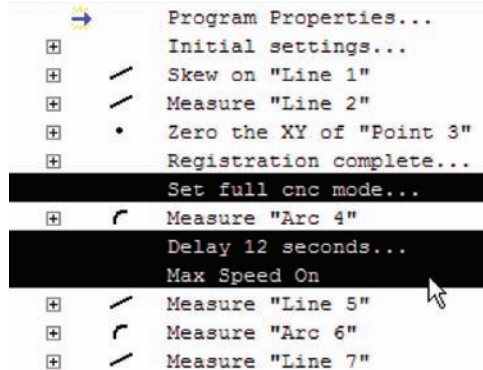 Program Properties...
Initial settings...
Skew on "Line 1"
Measure "Line 2"
Zero the XY of "Point 3"
Registration complete...
Set full cnc mode...
Measure "Arc 4"
Delay 12 seconds...
Max Speed On
Measure "Line 5"
Measure "Arc 6"
Measure "Line 7"